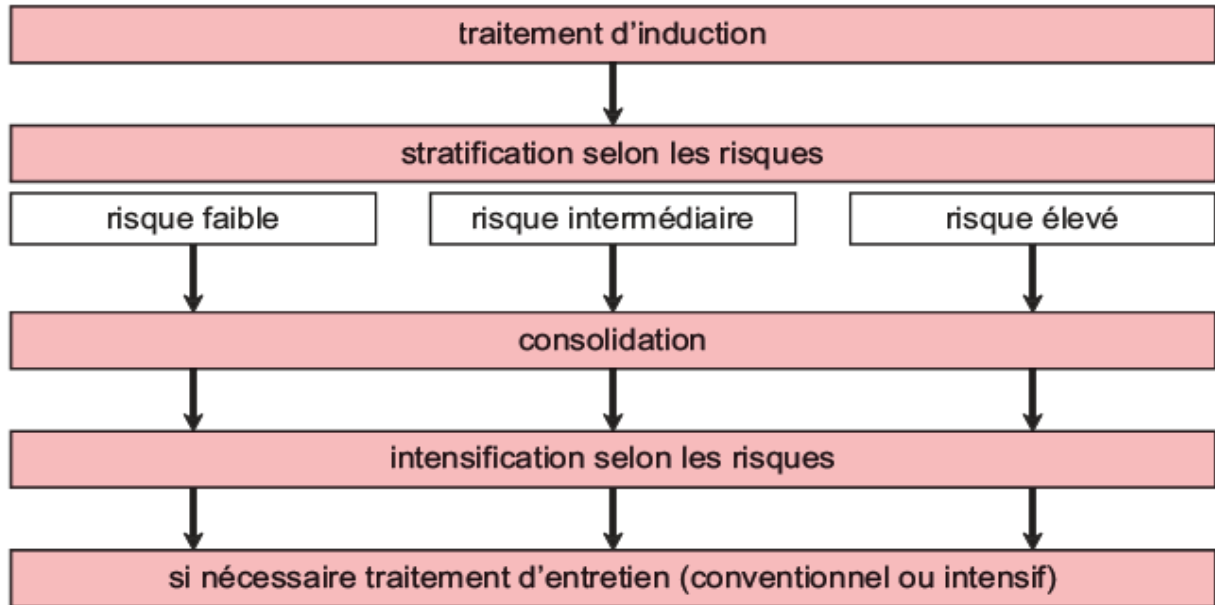 traitement d’induction
stratification selon les risques
risque faible
risque intermédiaire
risque élevé
consolidation
intensification selon les risques
si nécessaire traitement d’entretien (conventionnel ou intensif)